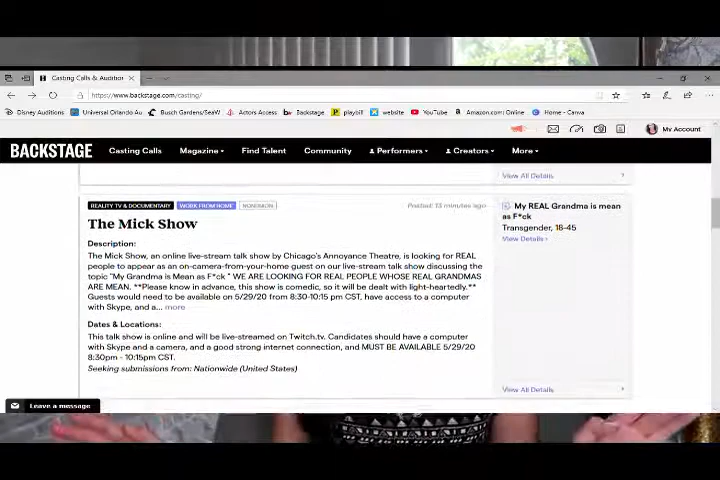 Casting Calls & Audition
https://www.backstage.com/casting/
Disney Auditions Universal Orlando Au Busch Gardens/SeaW Actors Access Backstage playbill website YouTube Amazon.com: Online Home - Canva
My Account
BACKSTAGE Casting Calls Magazine Find Talent Community Performers Creators More
View All Details
REALITY TV & DOCUMENTARY WORK FROM HOME NONUNION Posted: 13 minutes ago
The Mick Show
Description:
The Mick Show, an online live-stream talk show by Chicago's Annoyance Theatre, is looking for REAL
people to appear as an on-camera-from-your-home guest on our live-stream talk show discussing the
topic "My Grandma is Mean as F*ck " WE ARE LOOKING FOR REAL PEOPLE WHOSE REAL GRANDMAS
ARE MEAN. **Please know in advance, this show is comedic, so it will be dealt with light-heartedly.**
Guests would need to be available on 5/29/20 from 8:30-10:15 pm CST, have access to a computer
with Skype, and a... more
Dates & Locations:
This talk show is online and will be live-streamed on Twitch.tv. Candidates should have a computer
with Skype and a camera, and a good strong internet connection, and MUST BE AVAILABLE 5/29/20
8:30pm - 10:15pm CST.
Seeking submissions from: Nationwide (United States)
My REAL Grandma is mean
as F*ck
Transgender, 18-45
View Details
View All Details
Leave a message